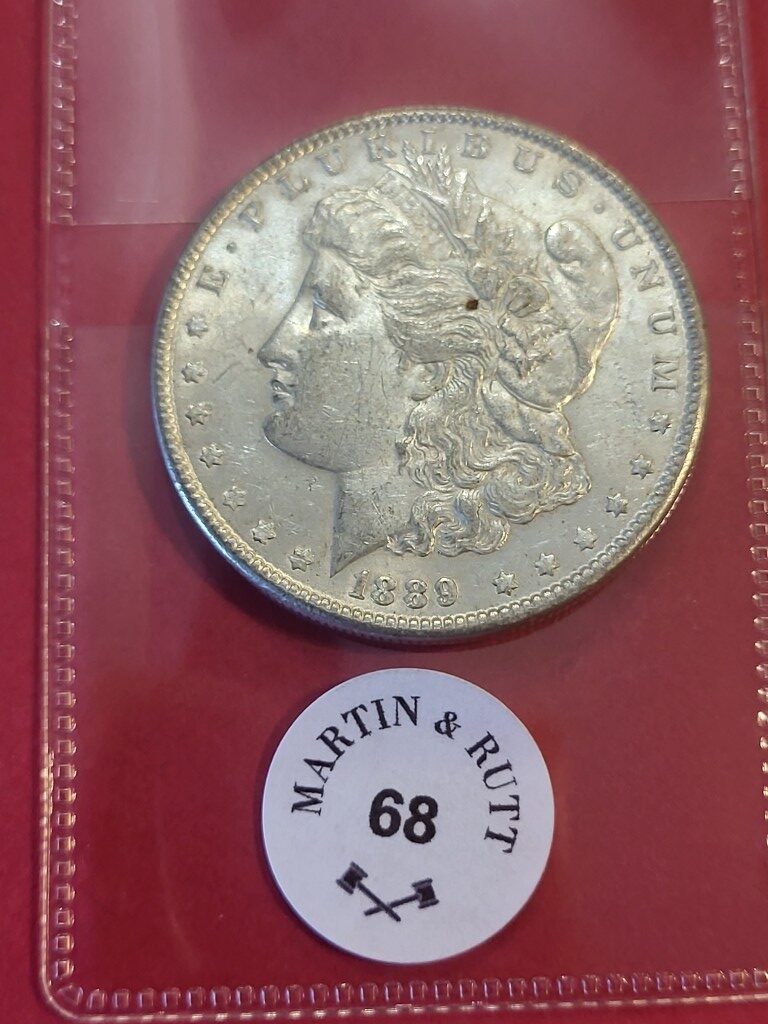 E · PLURIBUS · UNUM
1889
MARTIN & RUTT
68